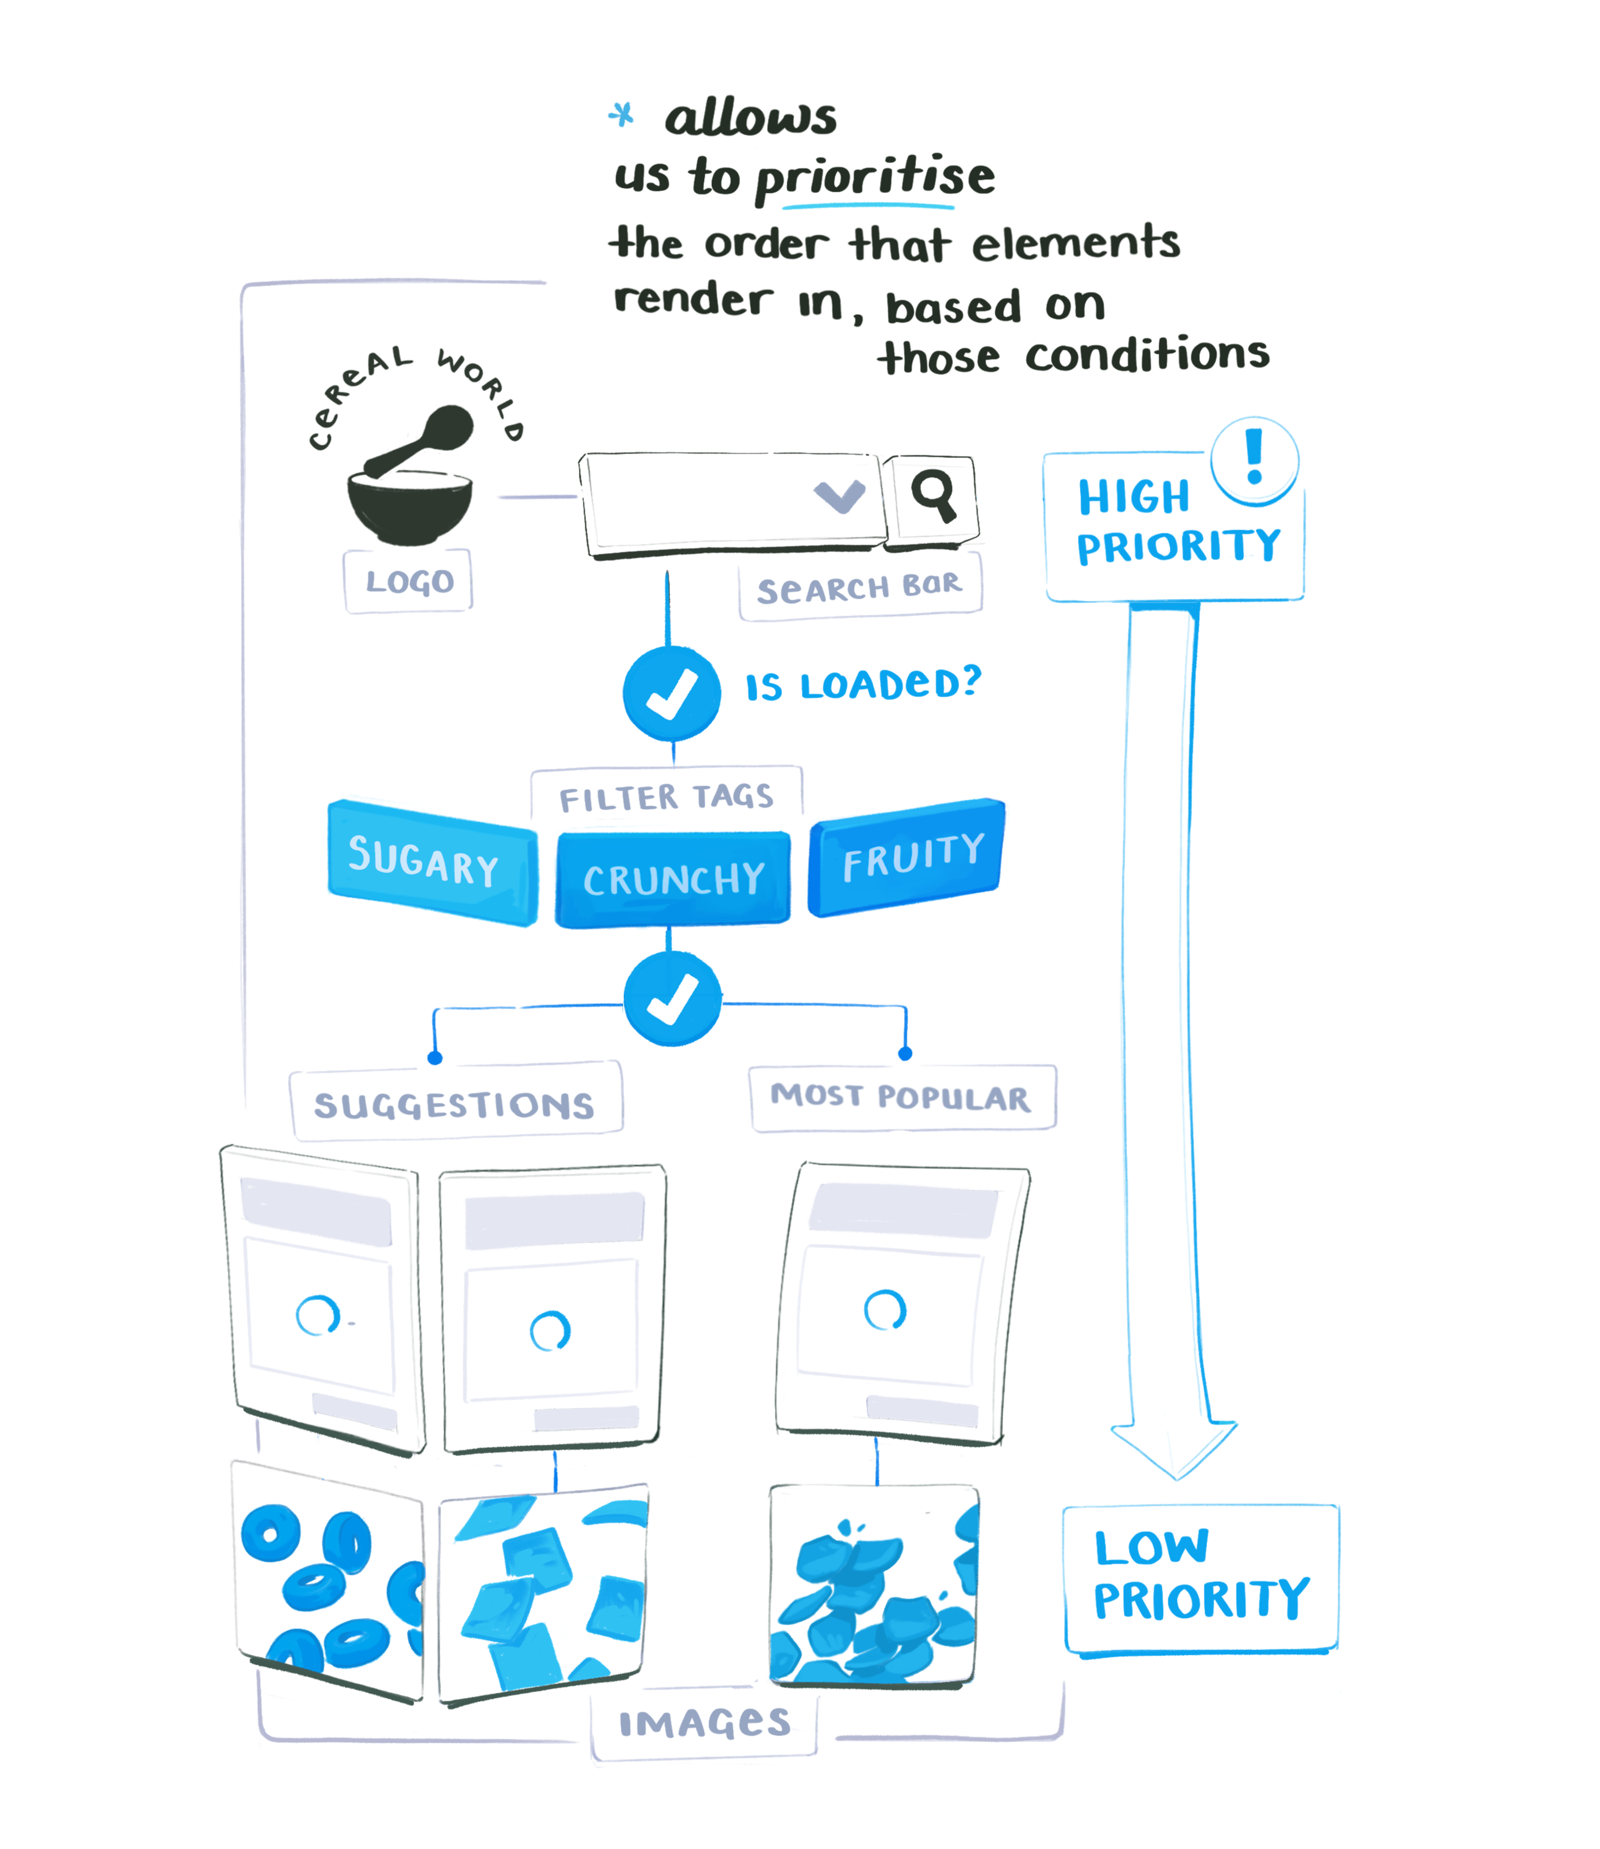 * allows
us to prioritise
the order that elements
render in, based on
those conditions
CEREAL WORLD
LOGO
SEARCH BAR
HIGH
PRIORITY
!
IS LOADED?
FILTER TAGS
SUGARY
CRUNCHY
FRUITY
SUGGESTIONS
MOST POPULAR
LOW
PRIORITY
IMAGES